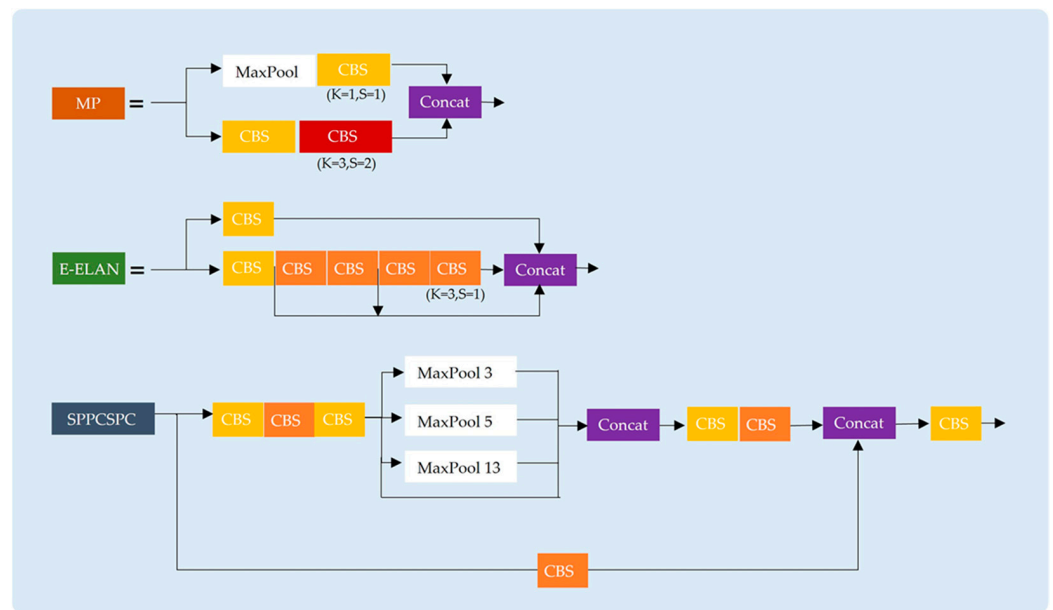 MaxPool CBS
(K=1,S=1)
MP = Concat
CBS CBS
(K=3,S=2)
CBS
E-ELAN = CBS CBS CBS CBS CBS Concat
(K=3,S=1)
MaxPool 3
SPPCSPC CBS CBS CBS MaxPool 5 Concat CBS CBS Concat CBS
MaxPool 13
CBS